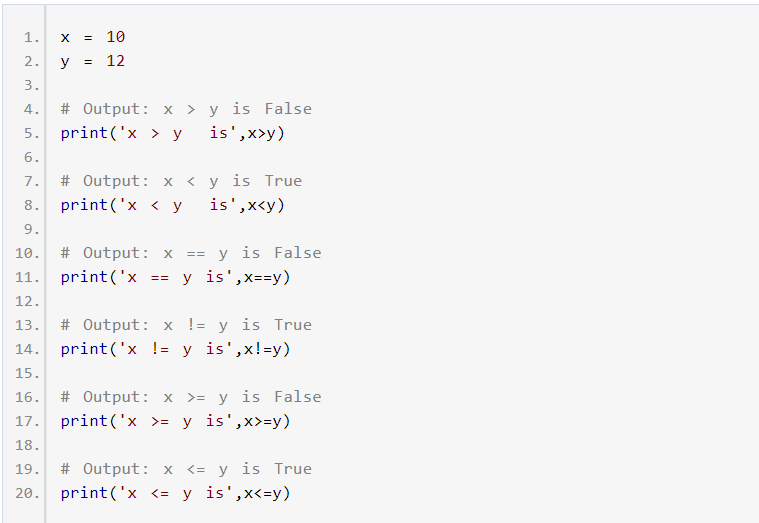 1. x = 10
2. y = 12
3.
4. # Output: x > y is False
5. print('x > y  is',x>y)
6.
7. # Output: x < y is True
8. print('x < y  is',x<y)
9.
10. # Output: x == y is False
11. print('x == y is',x==y)
12.
13. # Output: x != y is True
14. print('x != y is',x!=y)
15.
16. # Output: x >= y is False
17. print('x >= y is',x>=y)
18.
19. # Output: x <= y is True
20. print('x <= y is',x<=y)